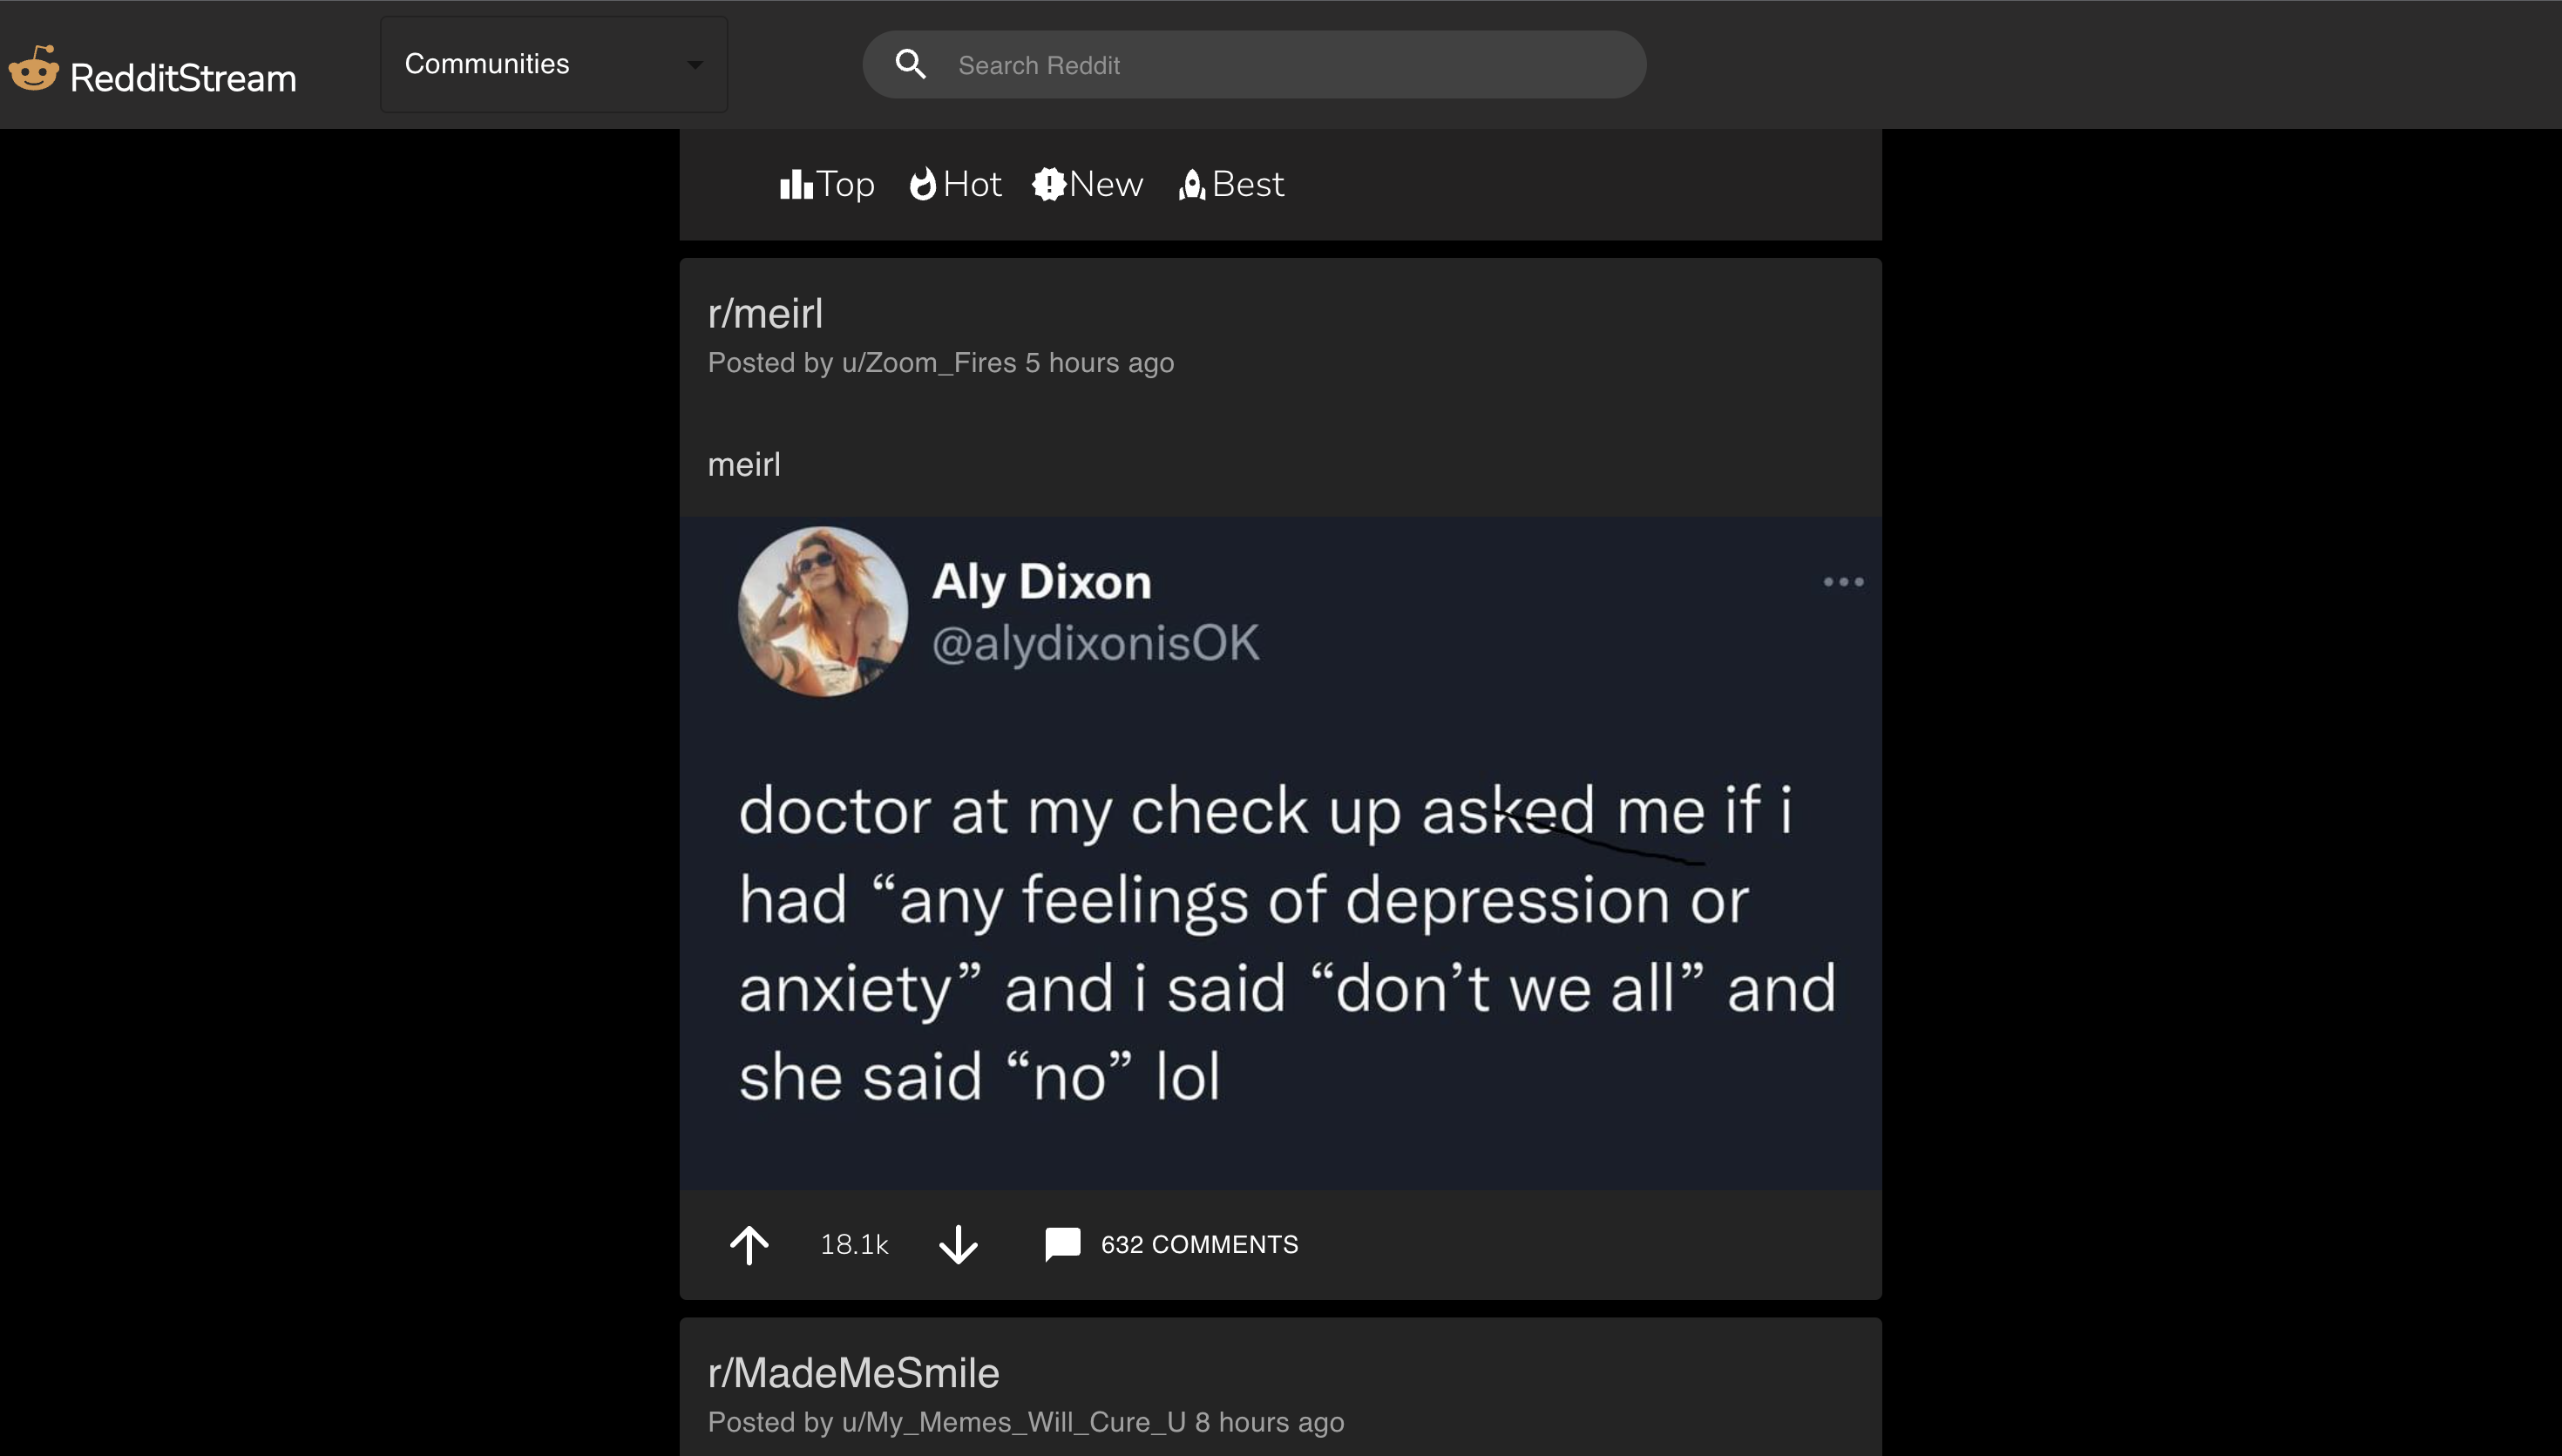 RedditStream
Communities
Search Reddit
Top Hot New Best
r/meirl
Posted by u/Zoom_Fires 5 hours ago
meirl
Aly Dixon
@alydixonisOK
doctor at my check up asked me if i
had “any feelings of depression or
anxiety” and i said “don’t we all” and
she said “no” lol
18.1k
632 COMMENTS
r/MadeMeSmile
Posted by u/My_Memes_Will_Cure_U 8 hours ago